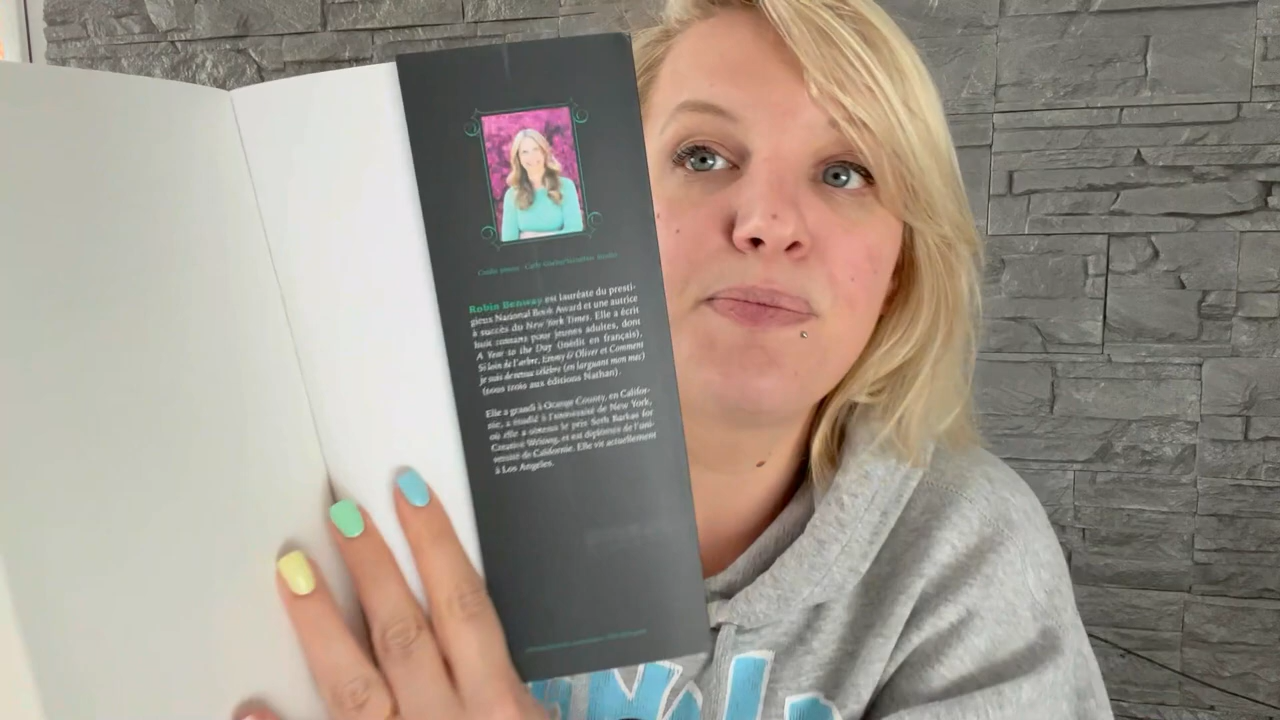 Robin Benway est lauréate du presti-
gieux National Book Award et une autrice
à succès du New York Times. Elle a écrit
huit romans pour jeunes adultes, dont
A Year to the Day (inédit en français),
Si loin de l'arbre, Emmy & Oliver et Comment
je suis devenue célèbre (en larguant mon mec)
(tous trois aux éditions Nathan).
Elle a grandi à Orange County, en Califor-
nie, a étudié à l'université de New York,
où elle a obtenu le prix Seth Barkas for
Creative Writing, et est diplômée de l'uni-
versité de Californie. Elle vit actuellement
à Los Angeles.